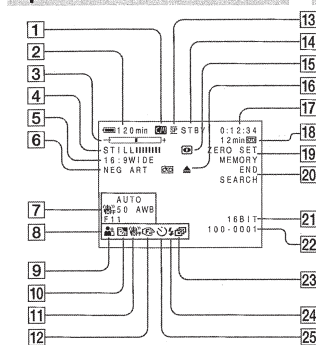 1
13
2
14
3
15
4
16
5
17
6
120min
SP STBY
0:12:34
12min
18
STILL
ZERO SET
19
16:9WIDE
MEMORY
NEG ART
END
20
SEARCH
7
AUTO
50 AWB
F11
16BIT
21
8
100-0001
22
9
23
10
11
24
12
25